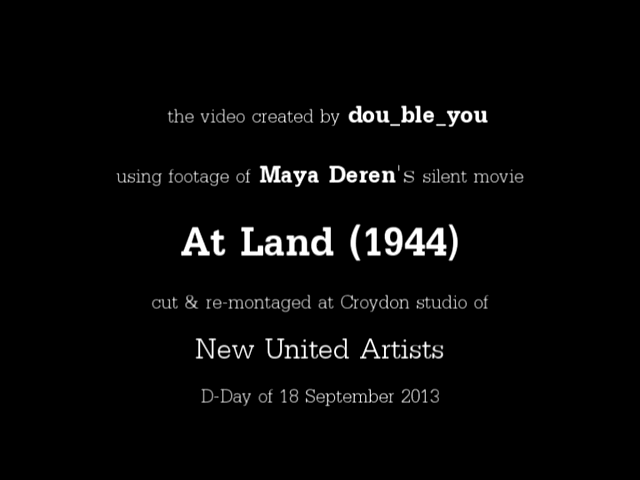 the video created by dou_ble_you
using footage of Maya Deren's silent movie
At Land (1944)
cut & re-montaged at Croydon studio of
New United Artists
D-Day of 18 September 2013